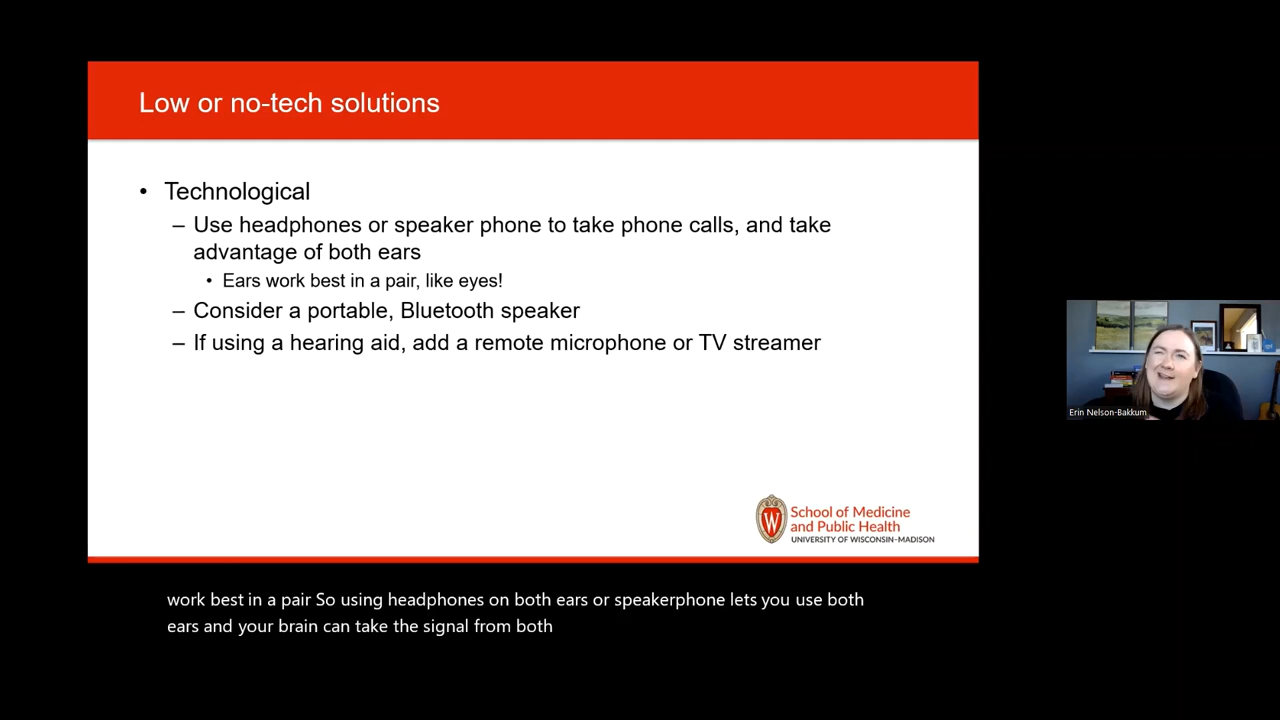 Low or no-tech solutions
• Technological
– Use headphones or speaker phone to take phone calls, and take
advantage of both ears
• Ears work best in a pair, like eyes!
– Consider a portable, Bluetooth speaker
– If using a hearing aid, add a remote microphone or TV streamer
W
School of Medicine
and Public Health
UNIVERSITY OF WISCONSIN–MADISON
Erin Nelson-Bakkum
work best in a pair So using headphones on both ears or speakerphone lets you use both
ears and your brain can take the signal from both